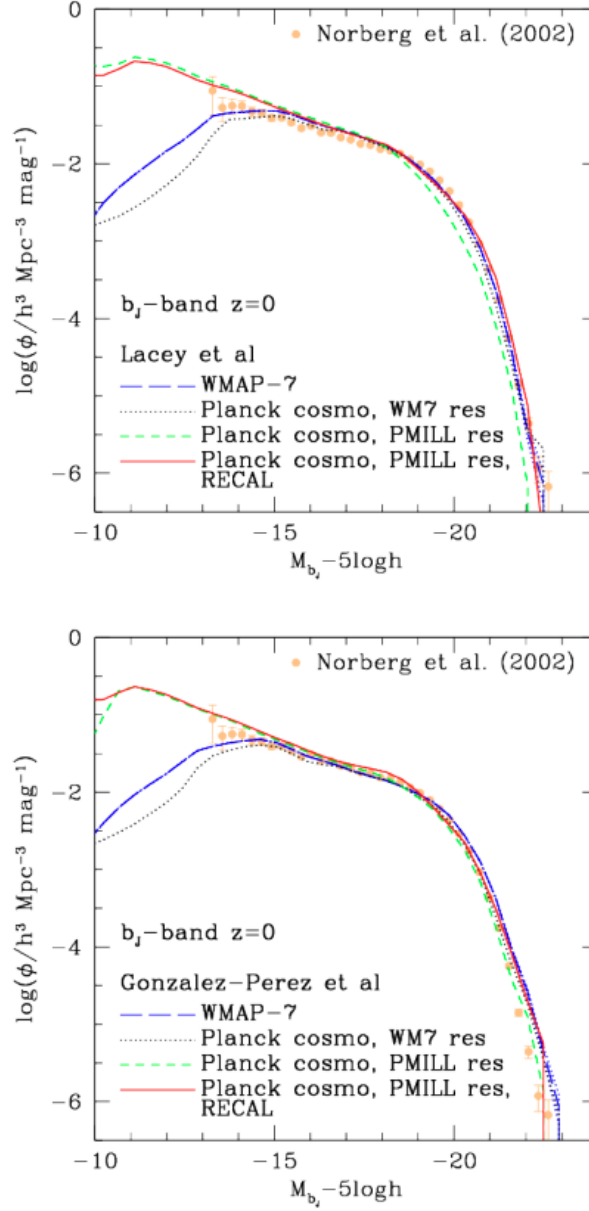 0
Norberg et al. (2002)
-2
log(φ/h³ Mpc⁻³ mag⁻¹)
-4
b_J-band z=0
Lacey et al
WMAP-7
Planck cosmo, WM7 res
Planck cosmo, PMILL res
-6
Planck cosmo, PMILL res,
RECAL
-10 -15 -20
M_{b_J}-5logh
0
Norberg et al. (2002)
-2
log(φ/h³ Mpc⁻³ mag⁻¹)
-4
b_J-band z=0
Gonzalez-Perez et al
WMAP-7
Planck cosmo, WM7 res
Planck cosmo, PMILL res
-6
Planck cosmo, PMILL res,
RECAL
-10 -15 -20
M_{b_J}-5logh